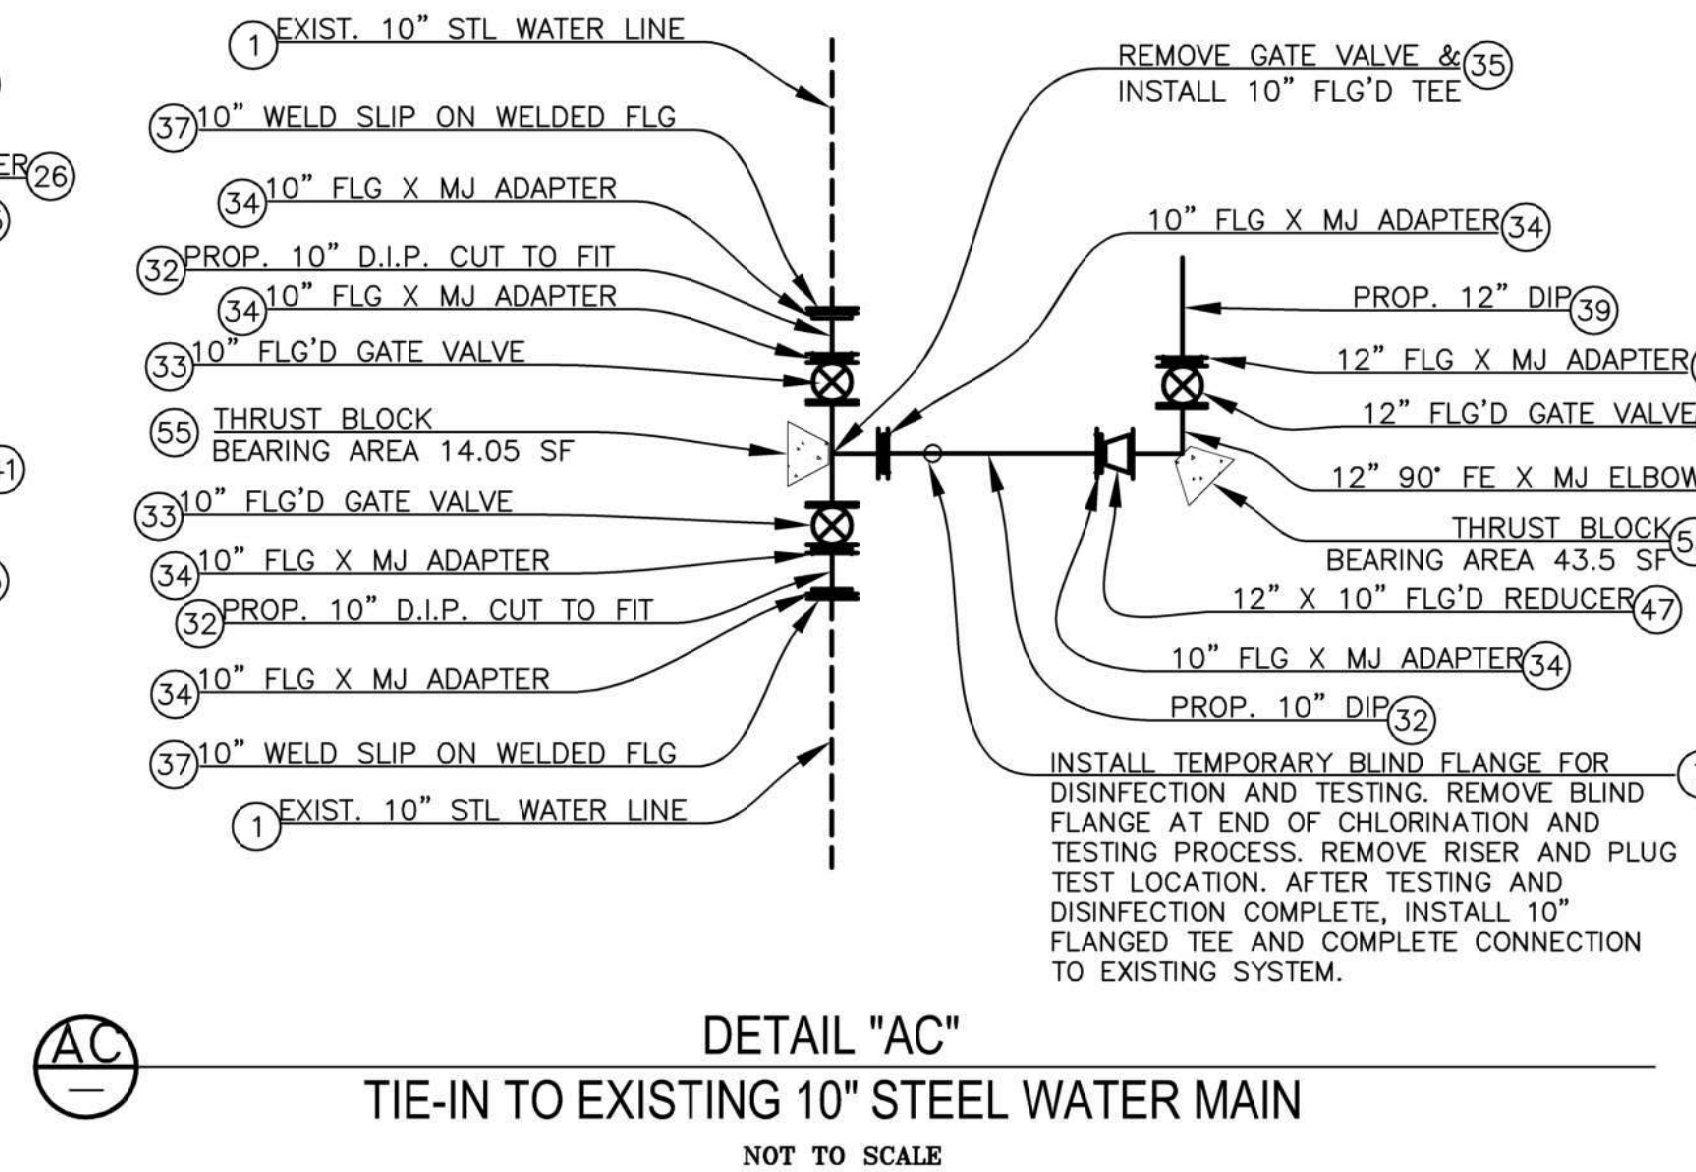 1 EXIST. 10" STL WATER LINE
37 10" WELD SLIP ON WELDED FLG
34 10" FLG X MJ ADAPTER
32 PROP. 10" D.I.P. CUT TO FIT
34 10" FLG X MJ ADAPTER
33 10" FLG'D GATE VALVE
55 THRUST BLOCK
BEARING AREA 14.05 SF
33 10" FLG'D GATE VALVE
34 10" FLG X MJ ADAPTER
32 PROP. 10" D.I.P. CUT TO FIT
34 10" FLG X MJ ADAPTER
37 10" WELD SLIP ON WELDED FLG
1 EXIST. 10" STL WATER LINE
26
REMOVE GATE VALVE & 35
INSTALL 10" FLG'D TEE
10" FLG X MJ ADAPTER 34
PROP. 12" DIP 39
12" FLG X MJ ADAPTER
12" FLG'D GATE VALVE
12" 90° FE X MJ ELBOW
THRUST BLOCK
BEARING AREA 43.5 SF
12" X 10" FLG'D REDUCER 47
10" FLG X MJ ADAPTER 34
PROP. 10" DIP 32
INSTALL TEMPORARY BLIND FLANGE FOR
DISINFECTION AND TESTING. REMOVE BLIND
FLANGE AT END OF CHLORINATION AND
TESTING PROCESS. REMOVE RISER AND PLUG
TEST LOCATION. AFTER TESTING AND
DISINFECTION COMPLETE, INSTALL 10"
FLANGED TEE AND COMPLETE CONNECTION
TO EXISTING SYSTEM.
AC
—
DETAIL "AC"
TIE-IN TO EXISTING 10" STEEL WATER MAIN
NOT TO SCALE